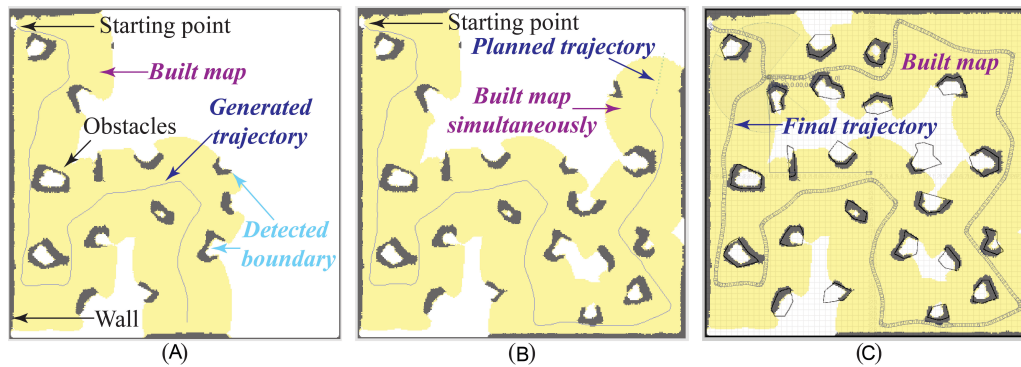 Starting point
Built map
Generated
trajectory
Obstacles
Detected
boundary
Wall
(A)
Starting point
Planned trajectory
Built map
simultaneously
(B)
Built map
Final trajectory
(C)